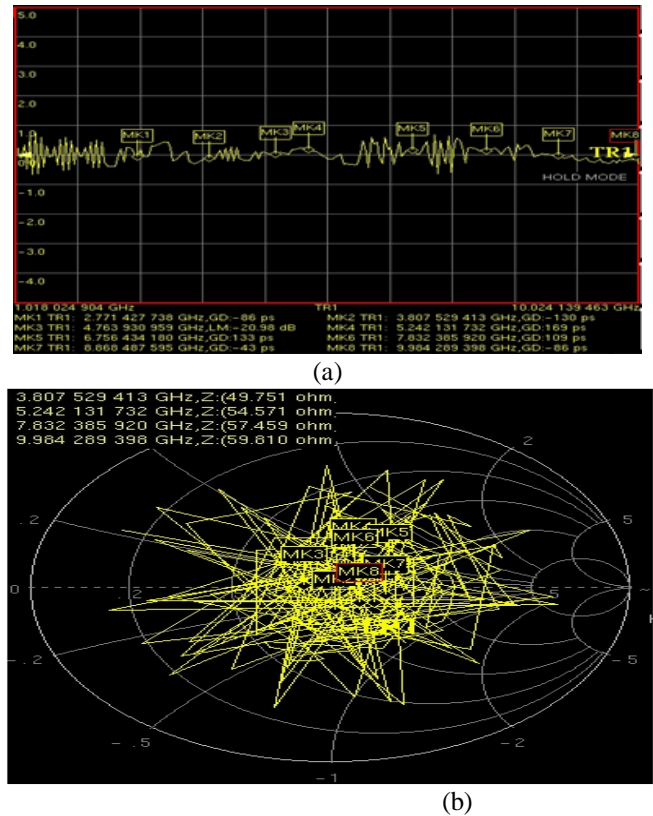 5.0
4.0
3.0
2.0
1.0
MK1 MK2 MK3 MK4 MK5 MK6 MK7 MK8
0.0 TR1
HOLD MODE
-1.0
-2.0
-3.0
-4.0
1.018 024 904 GHz TR1 10.024 139 463 GHz
MK1 TR1: 2.771 427 738 GHz,GD:-86 ps MK2 TR1: 3.807 529 413 GHz,GD:-130 ps
MK3 TR1: 4.763 930 959 GHz,LM:-20.98 dB MK4 TR1: 5.242 131 732 GHz,GD:169 ps
MK5 TR1: 6.756 434 180 GHz,GD:133 ps MK6 TR1: 7.832 385 920 GHz,GD:109 ps
MK7 TR1: 8.868 487 595 GHz,GD:-43 ps MK8 TR1: 9.984 289 398 GHz,GD:-86 ps
(a)
3.807 529 413 GHz,Z:(49.751 ohm,
5.242 131 732 GHz,Z:(54.571 ohm,
7.832 385 920 GHz,Z:(57.459 ohm,
9.984 289 398 GHz,Z:(59.810 ohm,
2
.2 5
MK5
MK6
MK3 MK7
MK8
0 .2 5
-.2 -5
-.5 -2
-1
(b)